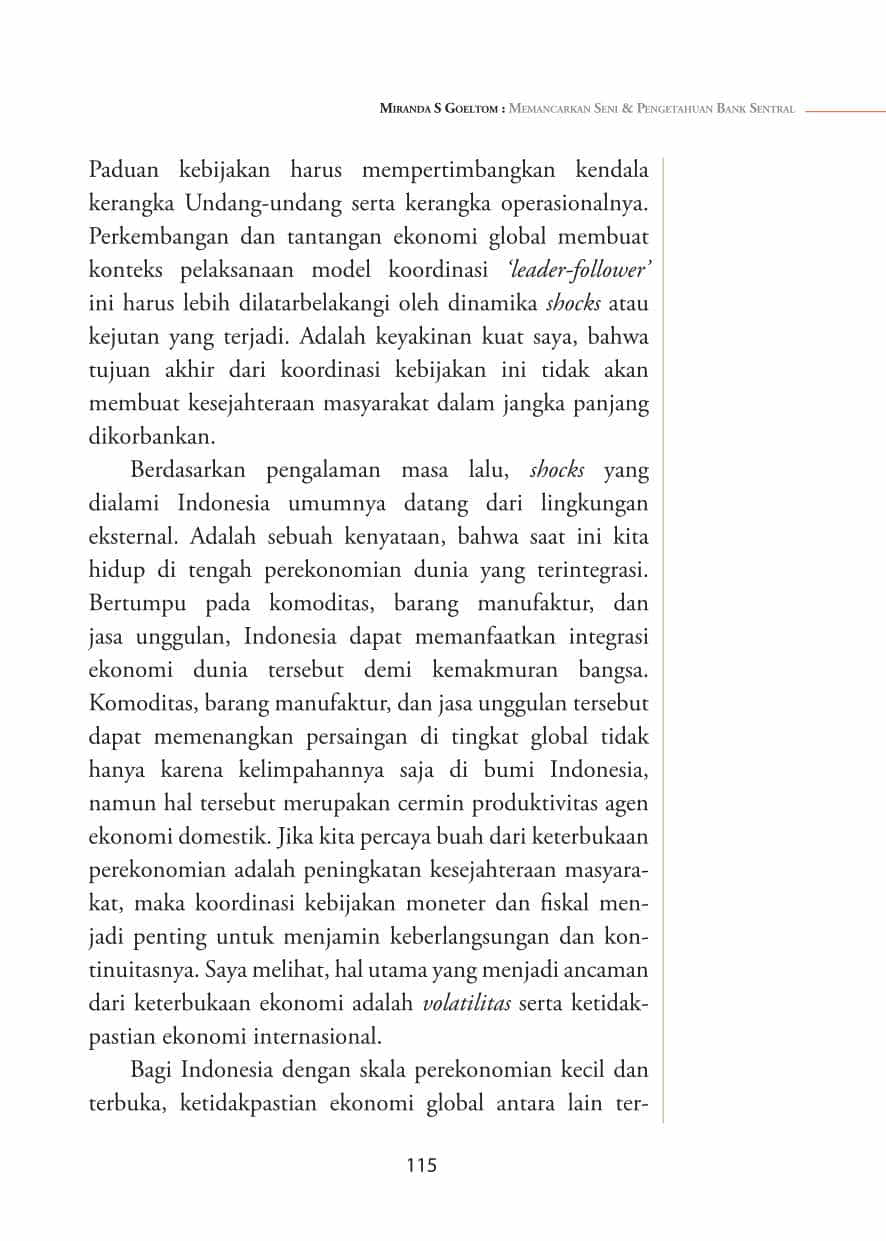 MIRANDA S GOELTOM : MEMANCARKAN SENI & PENGETAHUAN BANK SENTRAL
Paduan kebijakan harus mempertimbangkan kendala
kerangka Undang-undang serta kerangka operasionalnya.
Perkembangan dan tantangan ekonomi global membuat
konteks pelaksanaan model koordinasi ‘leader-follower’
ini harus lebih dilatarbelakangi oleh dinamika shocks atau
kejutan yang terjadi. Adalah keyakinan kuat saya, bahwa
tujuan akhir dari koordinasi kebijakan ini tidak akan
membuat kesejahteraan masyarakat dalam jangka panjang
dikorbankan.
Berdasarkan pengalaman masa lalu, shocks yang
dialami Indonesia umumnya datang dari lingkungan
eksternal. Adalah sebuah kenyataan, bahwa saat ini kita
hidup di tengah perekonomian dunia yang terintegrasi.
Bertumpu pada komoditas, barang manufaktur, dan
jasa unggulan, Indonesia dapat memanfaatkan integrasi
ekonomi dunia tersebut demi kemakmuran bangsa.
Komoditas, barang manufaktur, dan jasa unggulan tersebut
dapat memenangkan persaingan di tingkat global tidak
hanya karena kelimpahannya saja di bumi Indonesia,
namun hal tersebut merupakan cermin produktivitas agen
ekonomi domestik. Jika kita percaya buah dari keterbukaan
perekonomian adalah peningkatan kesejahteraan masyara-
kat, maka koordinasi kebijakan moneter dan fiskal men-
jadi penting untuk menjamin keberlangsungan dan kon-
tinuitasnya. Saya melihat, hal utama yang menjadi ancaman
dari keterbukaan ekonomi adalah volatilitas serta ketidak-
pastian ekonomi internasional.
Bagi Indonesia dengan skala perekonomian kecil dan
terbuka, ketidakpastian ekonomi global antara lain ter-
115